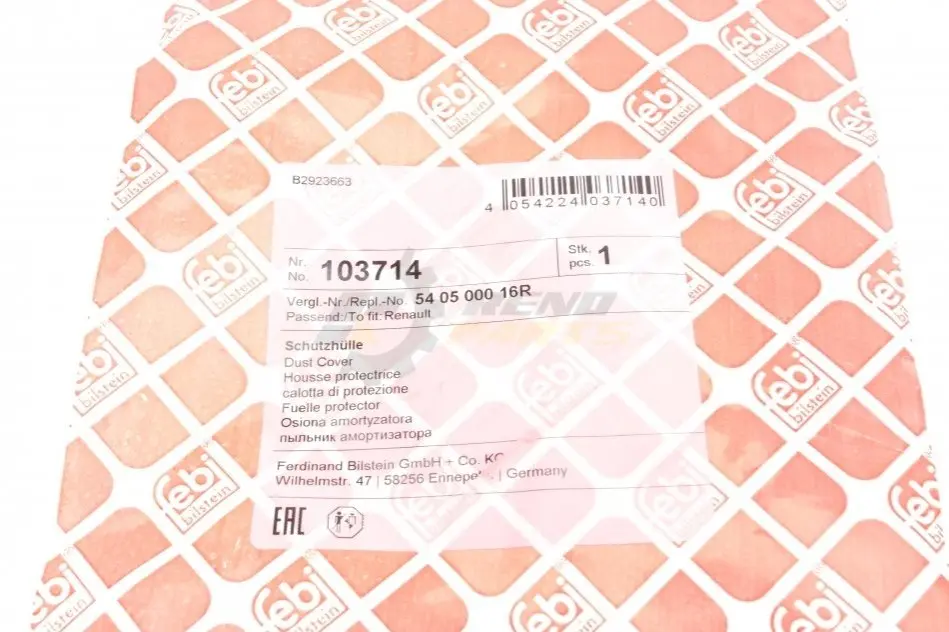 febi
bilstein
B2923663
4 054224 037140
Nr.
No. 103714
Stk.
pcs. 1
Vergl.-Nr./Repl.-No. 54 05 000 16R
Passend:/To fit: Renault
Schutzhülle
Dust Cover
Housse protectrice
calotta di protezione
Fuelle protector
Osiona amortyzatora
пыльник амортизатора
Ferdinand Bilstein GmbH + Co. KG
Wilhelmstr. 47 | 58256 | Germany
EAC